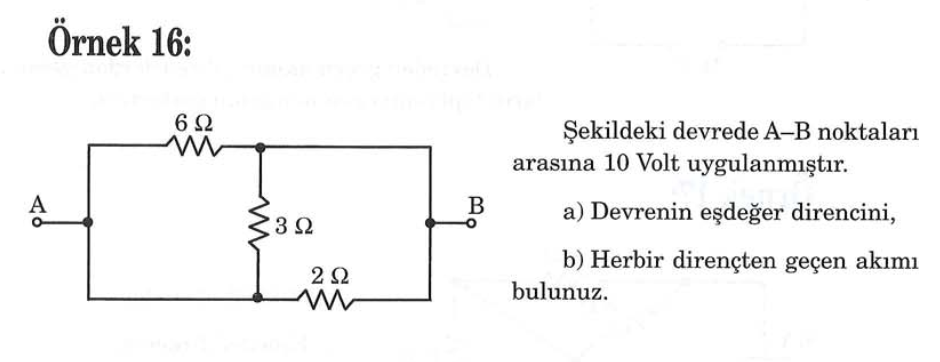 Örnek 16:
6 Ω
A
3 Ω
2 Ω
B
Şekildeki devrede A–B noktaları
arasına 10 Volt uygulanmıştır.
a) Devrenin eşdeğer direncini,
b) Herbir dirençten geçen akımı
bulunuz.